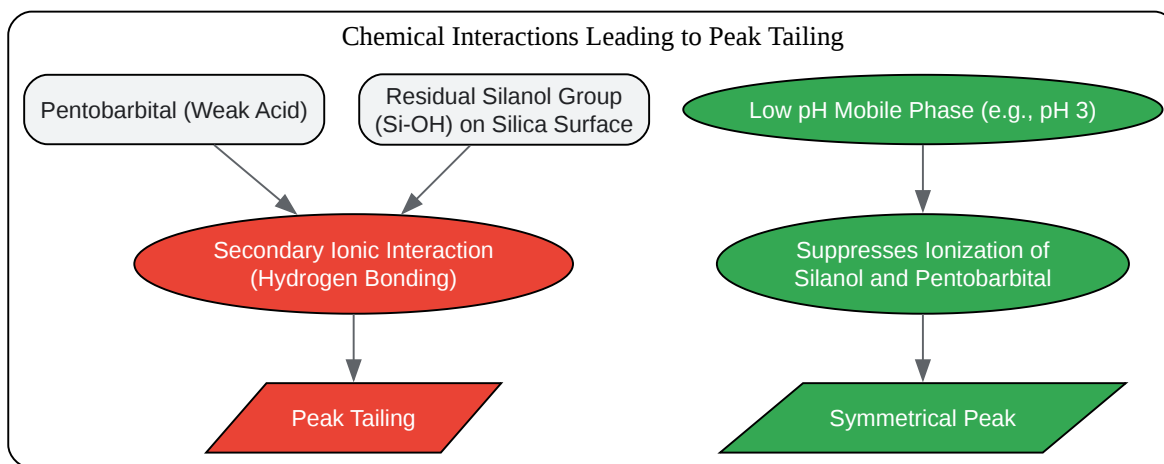 Chemical Interactions Leading to Peak Tailing
Pentobarbital (Weak Acid)
Residual Silanol Group
(Si-OH) on Silica Surface
Low pH Mobile Phase (e.g., pH 3)
Secondary Ionic Interaction
(Hydrogen Bonding)
Suppresses Ionization of
Silanol and Pentobarbital
Peak Tailing
Symmetrical Peak